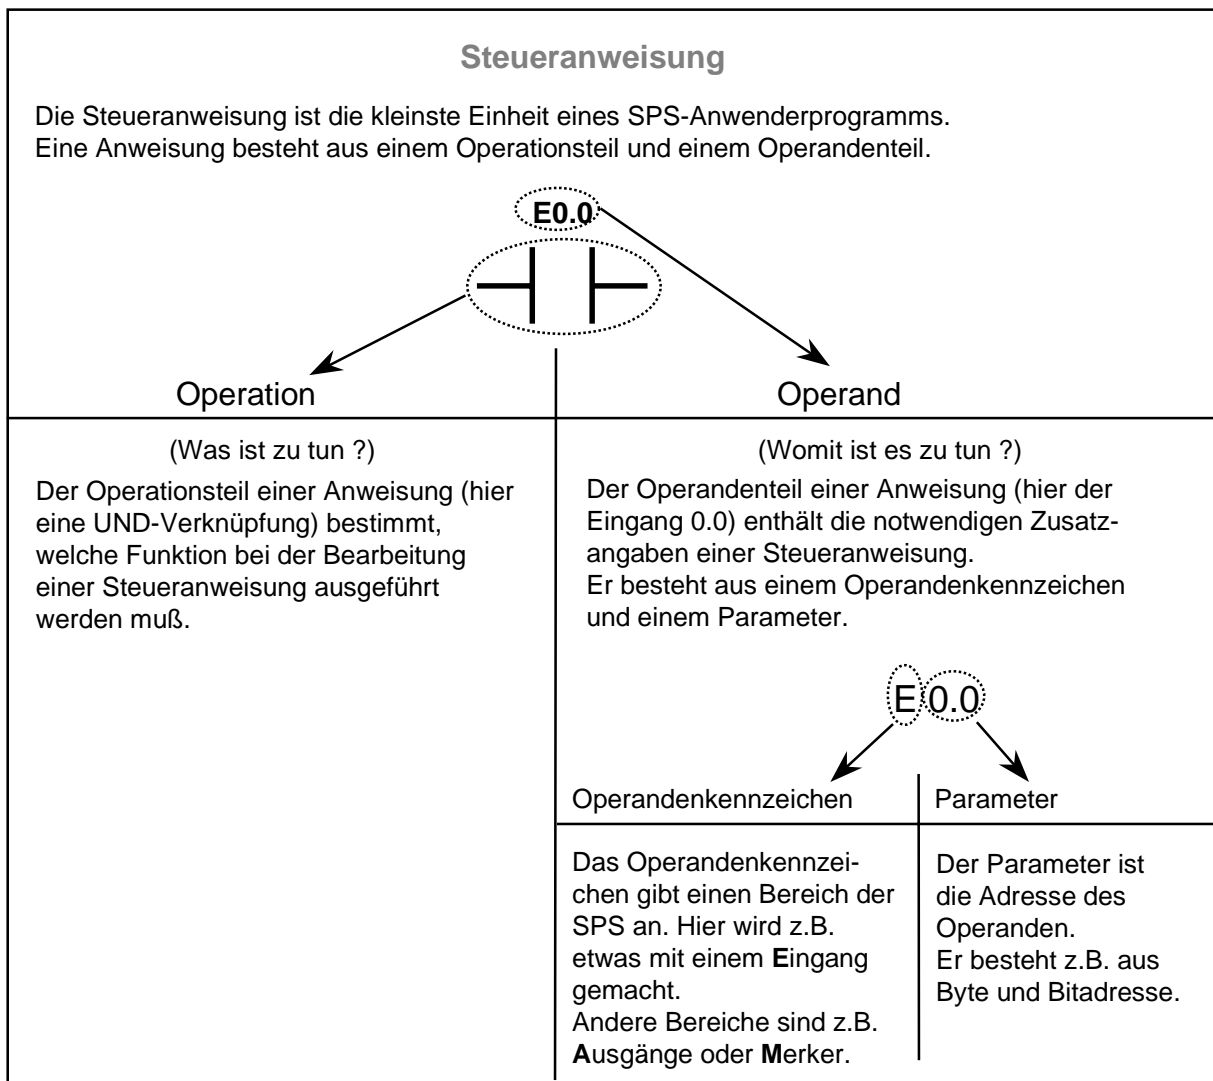 Steueranweisung
Die Steueranweisung ist die kleinste Einheit eines SPS-Anwenderprogramms.
Eine Anweisung besteht aus einem Operationsteil und einem Operandenteil.
E0.0
Operation
Operand
(Was ist zu tun ?)
Der Operationsteil einer Anweisung (hier
eine UND-Verknüpfung) bestimmt,
welche Funktion bei der Bearbeitung
einer Steueranweisung ausgeführt
werden muß.
(Womit ist es zu tun ?)
Der Operandenteil einer Anweisung (hier der
Eingang 0.0) enthält die notwendigen Zusatz-
angaben einer Steueranweisung.
Er besteht aus einem Operandenkennzeichen
und einem Parameter.
E 0.0
Operandenkennzeichen
Parameter
Das Operandenkennzei-
chen gibt einen Bereich der
SPS an. Hier wird z.B.
etwas mit einem Eingang
gemacht.
Andere Bereiche sind z.B.
Ausgänge oder Merker.
Der Parameter ist
die Adresse des
Operanden.
Er besteht z.B. aus
Byte und Bitadresse.